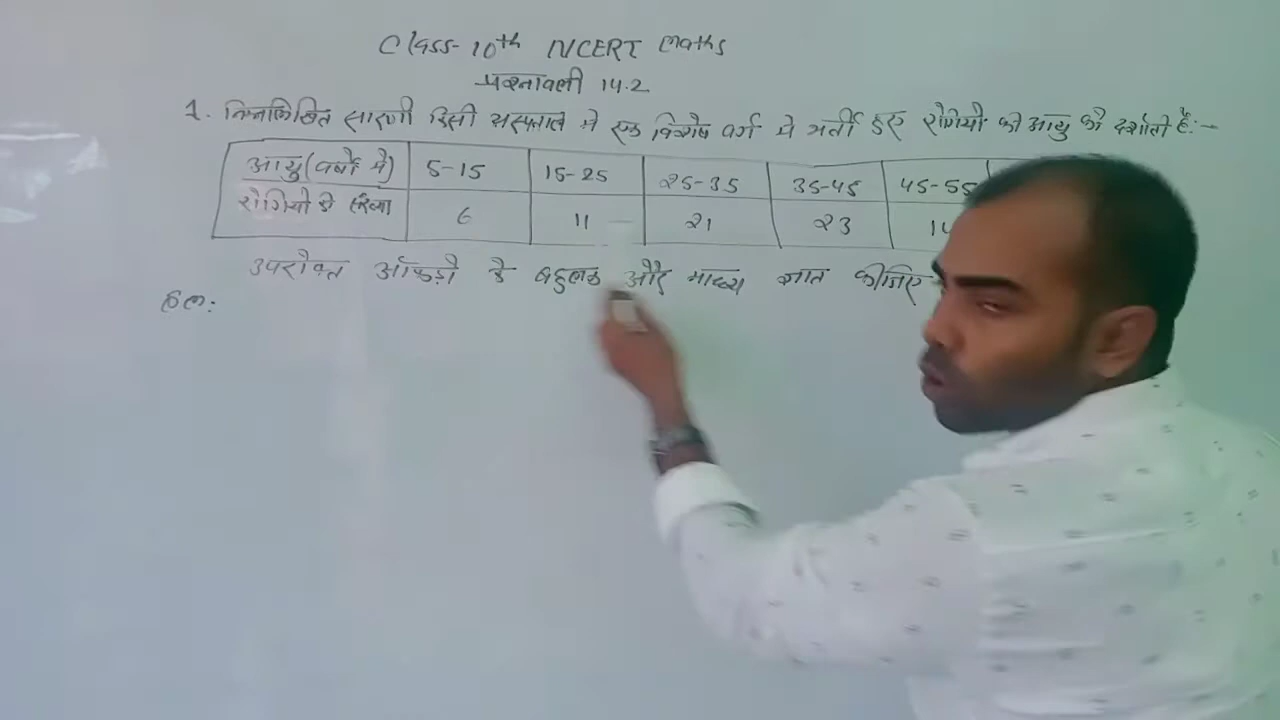 Class-10th NCERT Maths
प्रश्नावली 14.2
1. निम्नलिखित सारणी किसी अस्पताल मे एक विशेष वर्ग मे भर्ती हुए रोगियों की आयु को दर्शाती है:-
आयु(वर्षों मे) 5-15 15-25 25-35 35-45 45-55
रोगियो के संख्या 6 11 21 23
उपरोक्त आँकड़ो के बहुलक और माध्य ज्ञात कीजिए
हल: